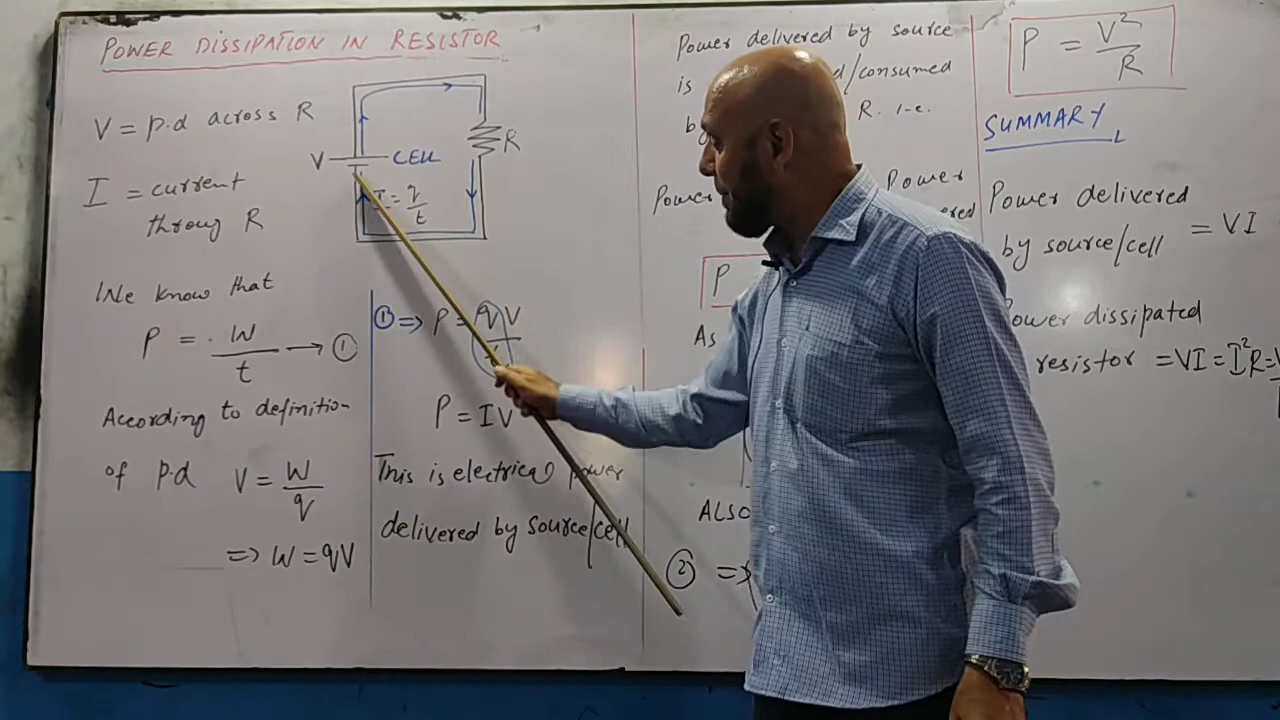 POWER DISSIPATION IN RESISTOR
V = p.d across R
I = current
throug R
V
CELL
R
I = q/t
We know that
P = W/t → ①
According to definition
of p.d V = W/q
⇒ W = qV
① ⇒ P = qV
P = IV
This is electrical power
delivered by source/cell
Power delivered by source
is d/consumed
b R. i-e.
Power Power
ered
P
As
ALSO
② ⇒
P = V²/R
SUMMARY
Power delivered
by source/cell = VI
Power dissipated
resistor = VI = I²R =